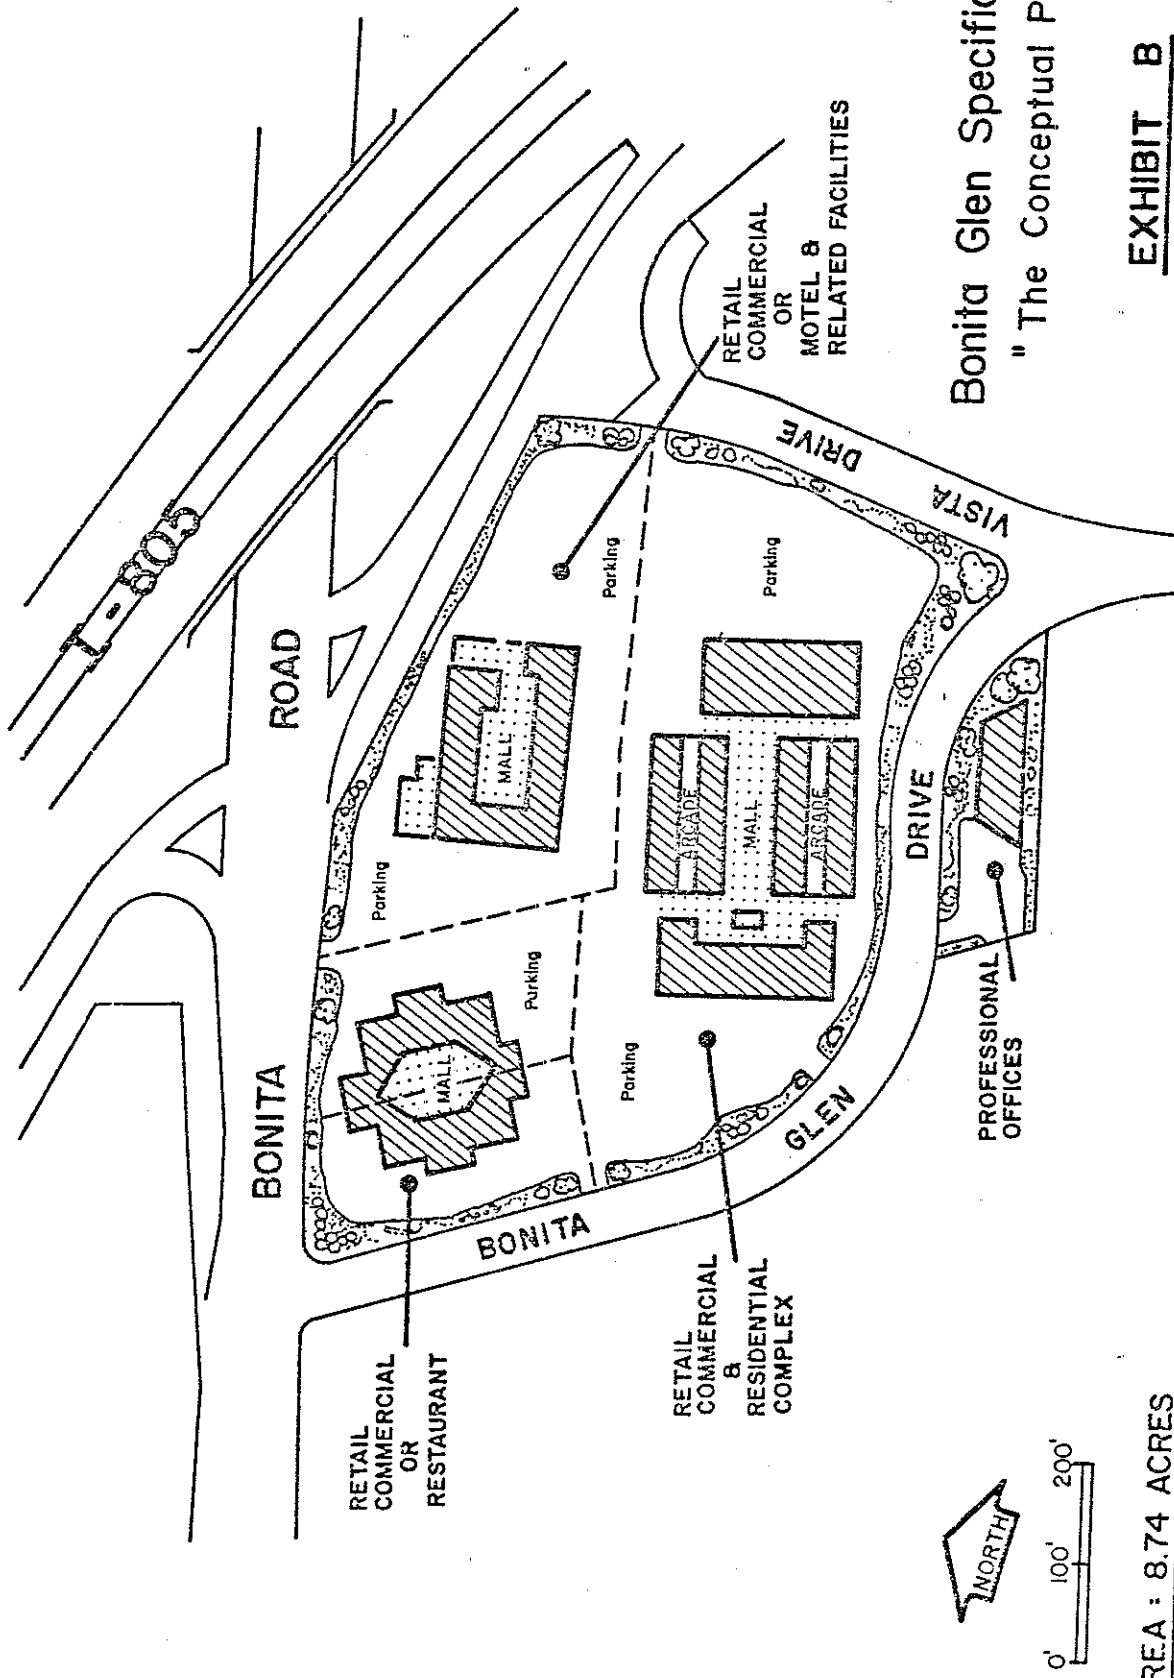 I - 805
BONITA ROAD
RETAIL
COMMERCIAL
OR
MOTEL &
RELATED FACILITIES
Parking
MALL
Parking
Parking
MALL
RETAIL
COMMERCIAL
OR
RESTAURANT
BONITA GLEN DRIVE
VISTA DRIVE
Parking
ARCADE
MALL
ARCADE
Parking
RETAIL
COMMERCIAL
&
RESIDENTIAL
COMPLEX
PROFESSIONAL
OFFICES
NORTH
0' 100' 200'
REA : 8.74 ACRES
Bonita Glen Specific
" The Conceptual P
EXHIBIT B